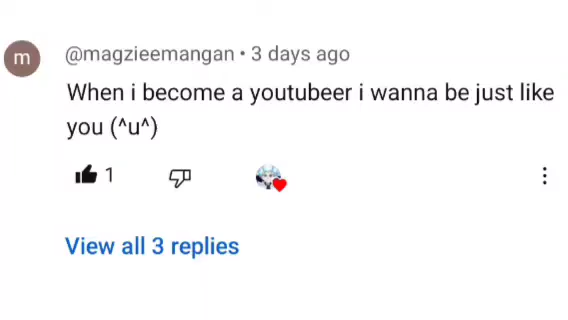 m
@magzieemangan • 3 days ago
When i become a youtubeer i wanna be just like
you (^u^)
1
View all 3 replies